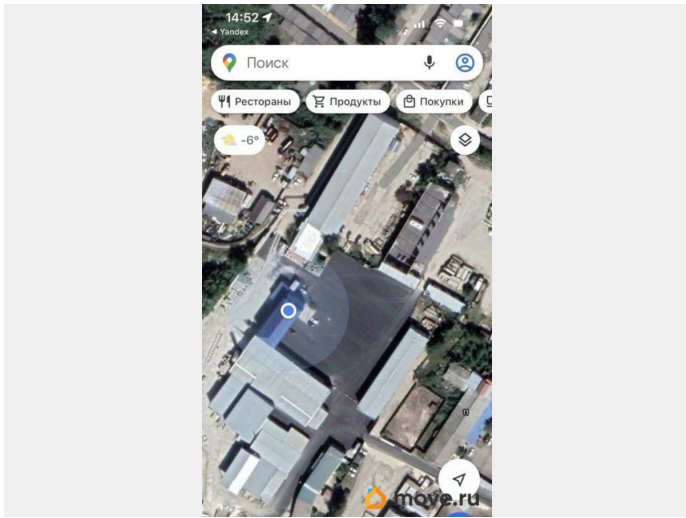 14:52
◀ Yandex
Поиск
Рестораны
Продукты
Покупки
-6°
move.ru